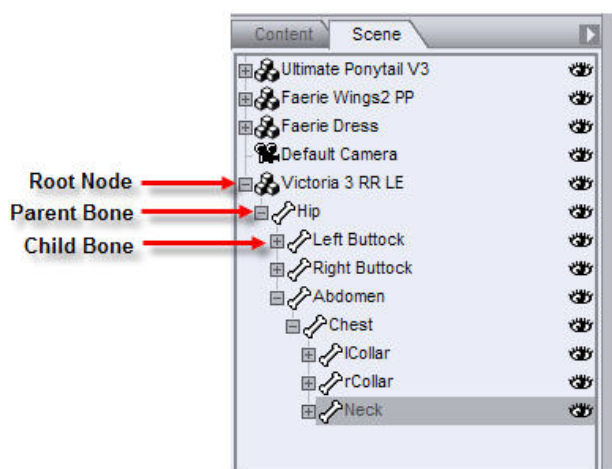 Content Scene
Ultimate Ponytail V3
Faerie Wings2 PP
Faerie Dress
Default Camera
Root Node Victoria 3 RR LE
Parent Bone Hip
Child Bone Left Buttock
Right Buttock
Abdomen
Chest
lCollar
rCollar
Neck